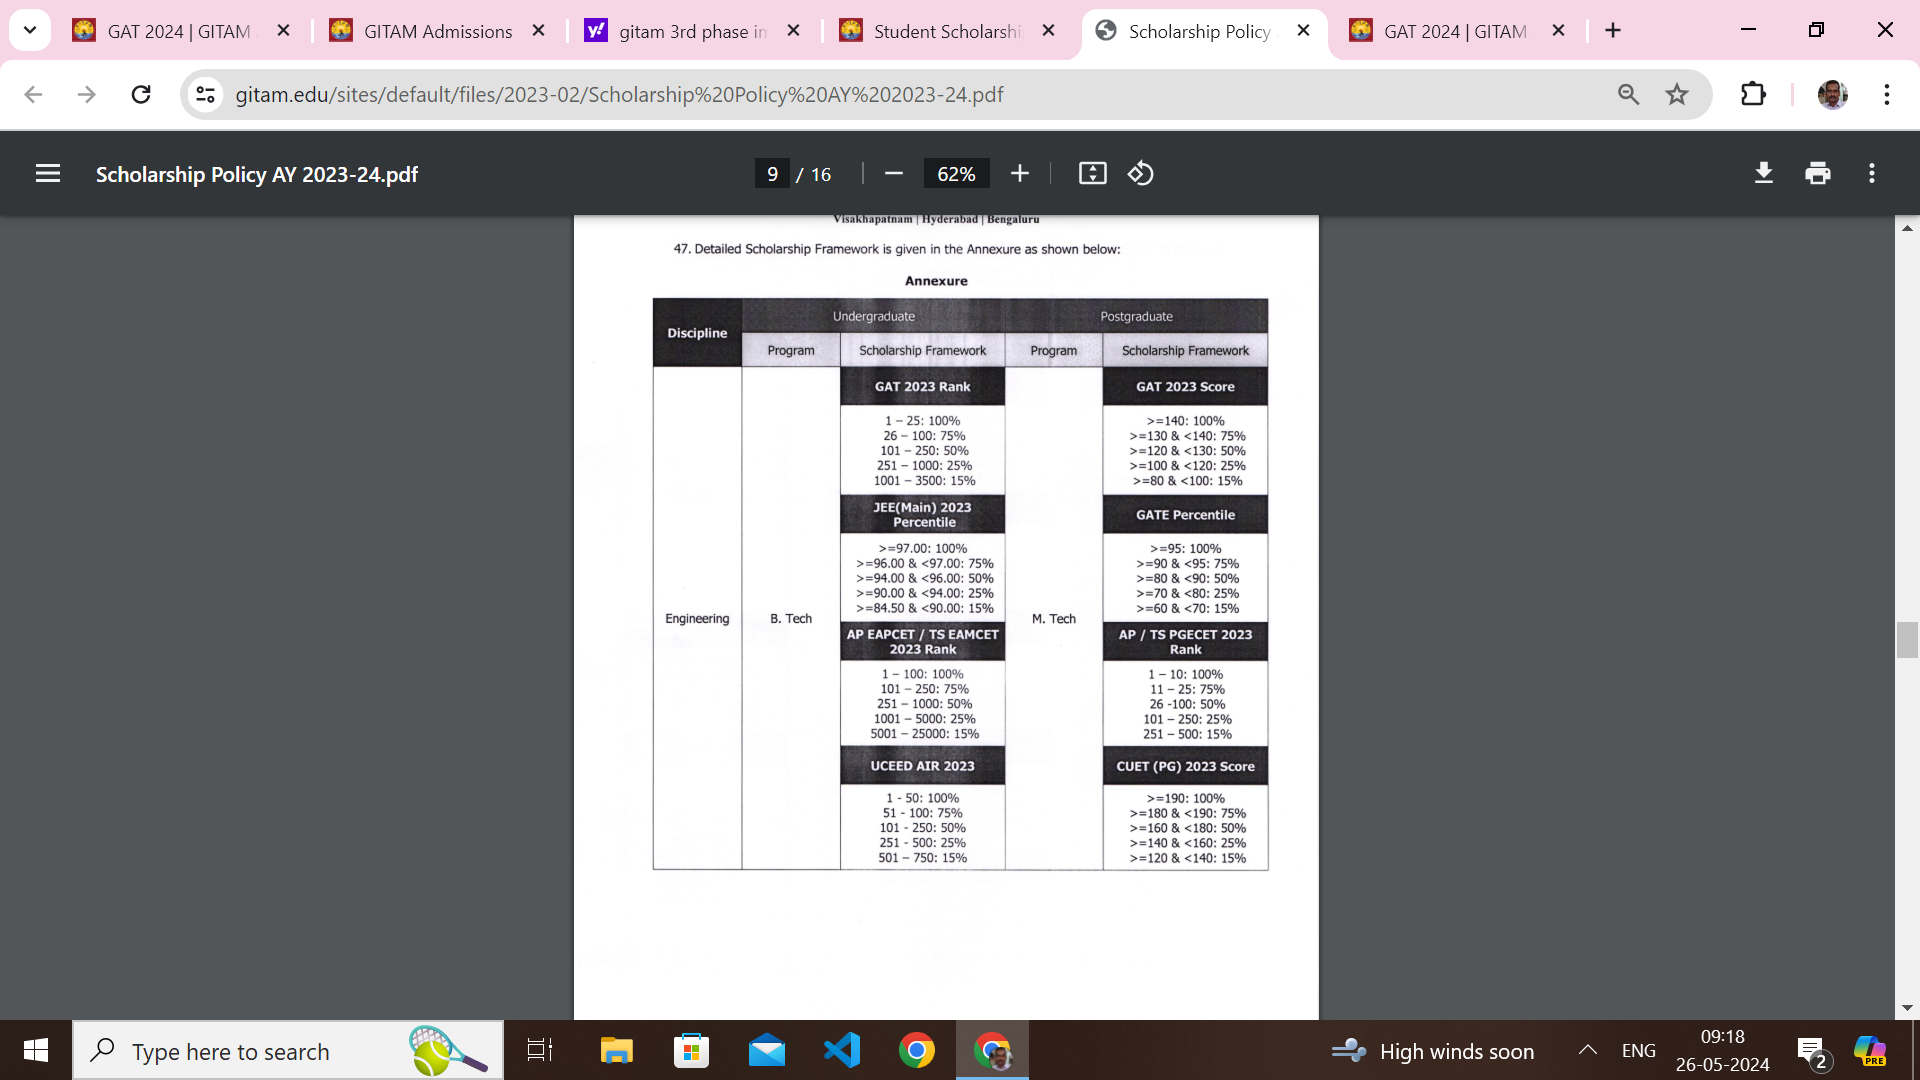 GAT 2024 | GITAM
GITAM Admissions
gitam 3rd phase in
Student Scholarshi
Scholarship Policy
GAT 2024 | GITAM
gitam.edu/sites/default/files/2023-02/Scholarship%20Policy%20AY%202023-24.pdf
Scholarship Policy AY 2023-24.pdf
9 / 16
62%
Visakhapatnam | Hyderabad | Bengaluru
47. Detailed Scholarship Framework is given in the Annexure as shown below:
Annexure
Discipline
Undergraduate
Postgraduate
Program
Scholarship Framework
Program
Scholarship Framework
Engineering
B. Tech
GAT 2023 Rank
1 – 25: 100%
26 – 100: 75%
101 – 250: 50%
251 – 1000: 25%
1001 – 3500: 15%
JEE(Main) 2023
Percentile
>=97.00: 100%
>=96.00 & <97.00: 75%
>=94.00 & <96.00: 50%
>=90.00 & <94.00: 25%
>=84.50 & <90.00: 15%
AP EAPCET / TS EAMCET
2023 Rank
1 – 100: 100%
101 – 250: 75%
251 – 1000: 50%
1001 – 5000: 25%
5001 – 25000: 15%
UCEED AIR 2023
1 - 50: 100%
51 - 100: 75%
101 - 250: 50%
251 - 500: 25%
501 – 750: 15%
M. Tech
GAT 2023 Score
>=140: 100%
>=130 & <140: 75%
>=120 & <130: 50%
>=100 & <120: 25%
>=80 & <100: 15%
GATE Percentile
>=95: 100%
>=90 & <95: 75%
>=80 & <90: 50%
>=70 & <80: 25%
>=60 & <70: 15%
AP / TS PGECET 2023
Rank
1 – 10: 100%
11 – 25: 75%
26 -100: 50%
101 – 250: 25%
251 – 500: 15%
CUET (PG) 2023 Score
>=190: 100%
>=180 & <190: 75%
>=160 & <180: 50%
>=140 & <160: 25%
>=120 & <140: 15%
Type here to search
High winds soon
ENG
09:18
26-05-2024
2
PRE